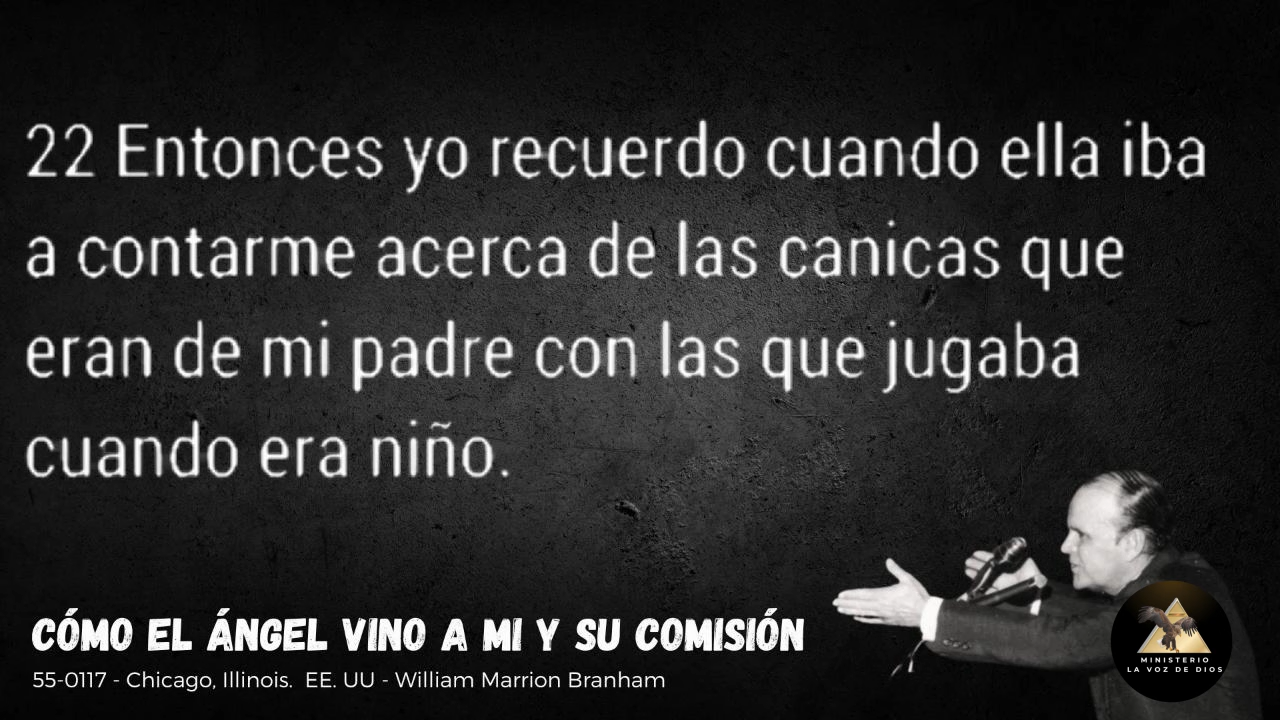 22 Entonces yo recuerdo cuando ella iba
a contarme acerca de las canicas que
eran de mi padre con las que jugaba
cuando era niño.
CÓMO EL ÁNGEL VINO A MI Y SU COMISIÓN
55-0117 - Chicago, Illinois. EE. UU - William Marrion Branham
MINISTERIO
LA VOZ DE DIOS